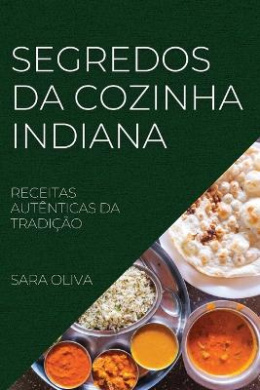 SEGREDOS
DA COZINHA
INDIANA
RECEITAS
AUTÊNTICAS DA
TRADIÇÃO
SARA OLIVA